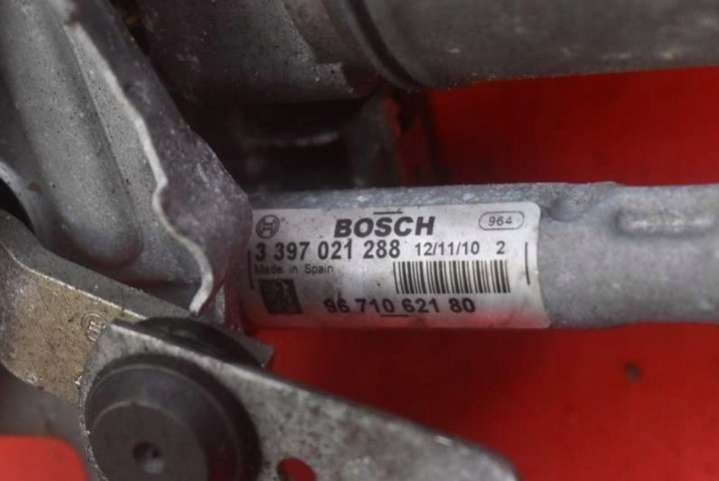 BOSCH 964
3 397 021 288 12/11/10 2
Made in Spain
96 710 621 80